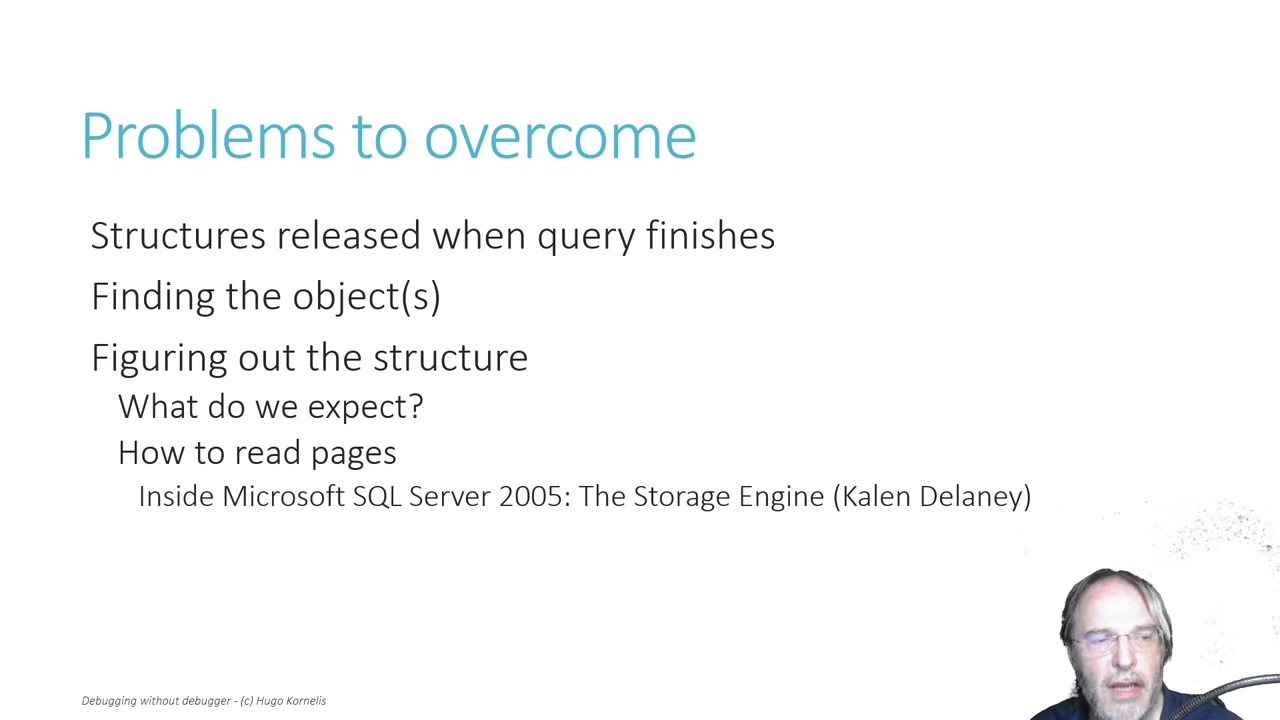 Problems to overcome
Structures released when query finishes
Finding the object(s)
Figuring out the structure
What do we expect?
How to read pages
Inside Microsoft SQL Server 2005: The Storage Engine (Kalen Delaney)
Debugging without debugger - (c) Hugo Kornelis